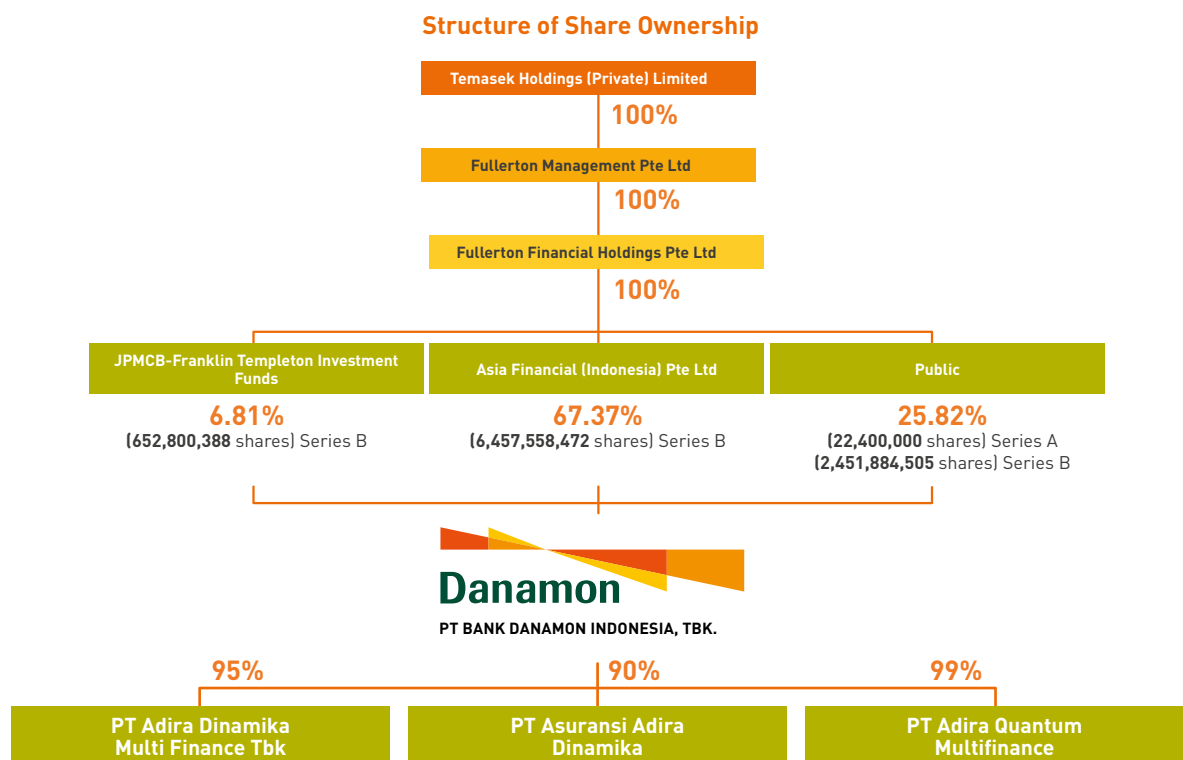 Structure of Share Ownership
Temasek Holdings (Private) Limited
100%
Fullerton Management Pte Ltd
100%
Fullerton Financial Holdings Pte Ltd
100%
JPMCB-Franklin Templeton Investment
Funds
6.81%
(652,800,388 shares) Series B
Asia Financial (Indonesia) Pte Ltd
67.37%
(6,457,558,472 shares) Series B
Public
25.82%
(22,400,000 shares) Series A
(2,451,884,505 shares) Series B
Danamon
PT BANK DANAMON INDONESIA, TBK.
95%
PT Adira Dinamika
Multi Finance Tbk
90%
PT Asuransi Adira
Dinamika
99%
PT Adira Quantum
Multifinance